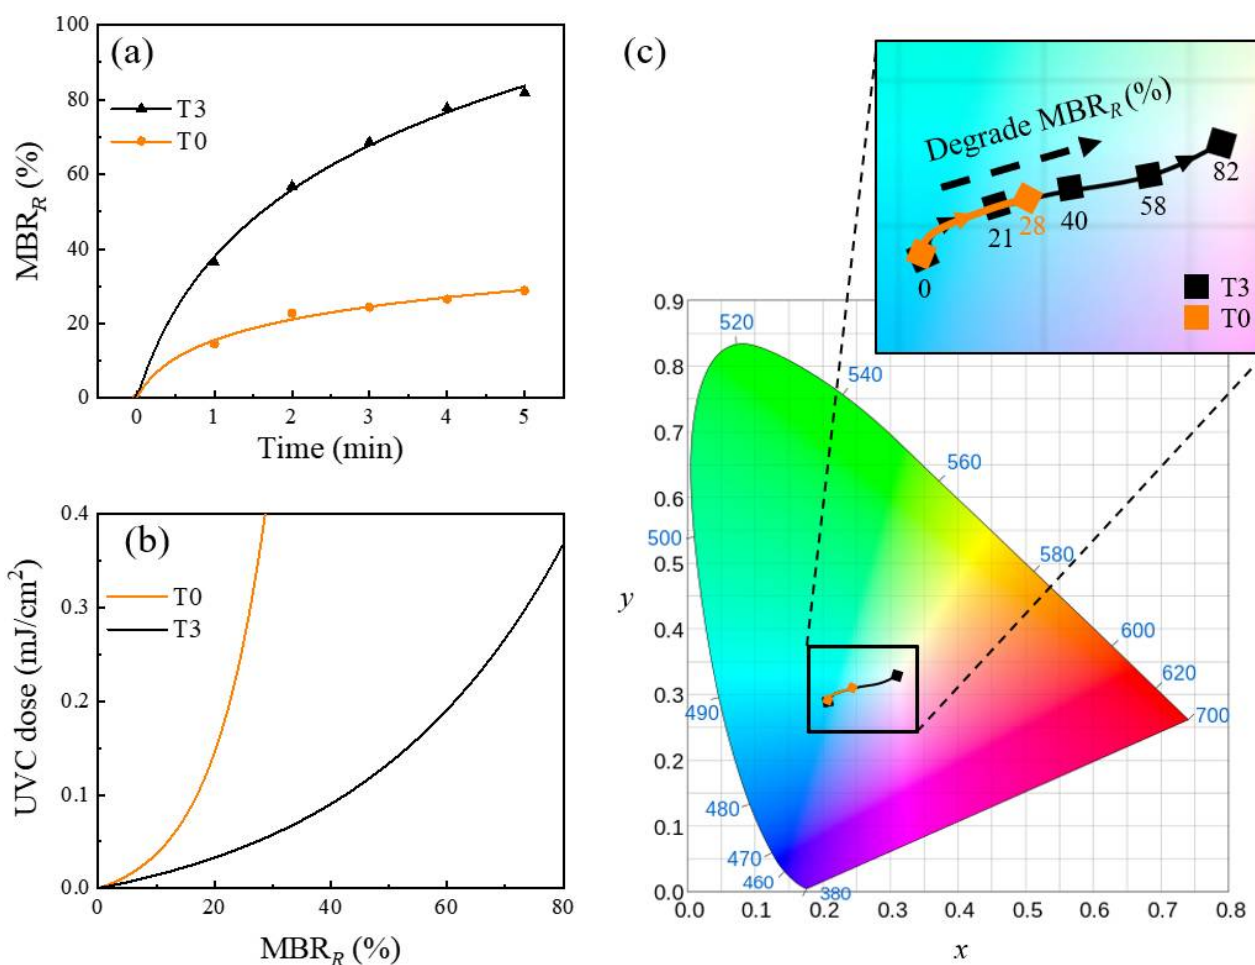 (a)
T3
T0
MBR_R (%)
100
80
60
40
20
0
0 1 2 3 4 5
Time (min)
(b)
T0
T3
UVC dose (mJ/cm²)
0.4
0.3
0.2
0.1
0.0
0 20 40 60 80
MBR_R (%)
(c)
Degrade MBR_R (%)
0 21 28 40 58 82
T3
T0
y
0.9
0.8
0.7
0.6
0.5
0.4
0.3
0.2
0.1
0.0
520
540
560
500
580
600
620
490
700
480
470
460
380
0.0 0.1 0.2 0.3 0.4 0.5 0.6 0.7 0.8
x